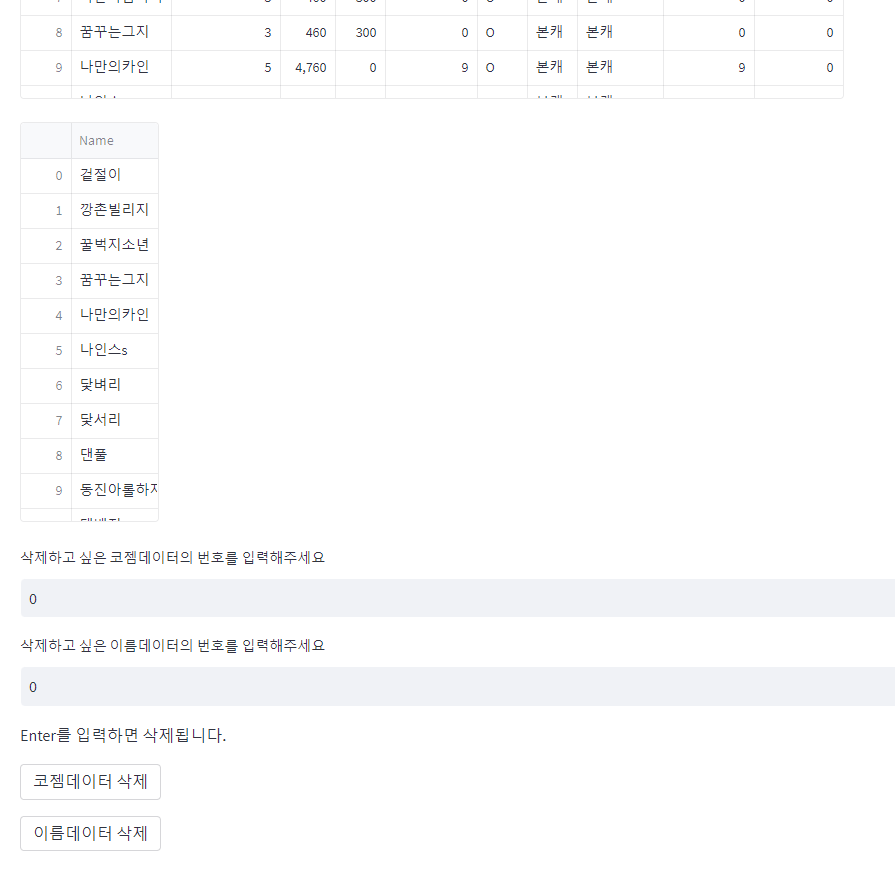 8 꿈꾸는그지 3 460 300 0 O 본캐 본캐 0 0
9 나만의카인 5 4,760 0 9 O 본캐 본캐 9 0
Name
0 겉절이
1 깡촌빌리지
2 꿀벅지소년
3 꿈꾸는그지
4 나만의카인
5 나인스s
6 닻벼리
7 닻서리
8 댄풀
9 동진아롤하지
삭제하고 싶은 코젬데이터의 번호를 입력해주세요
0
삭제하고 싶은 이름데이터의 번호를 입력해주세요
0
Enter를 입력하면 삭제됩니다.
코젬데이터 삭제
이름데이터 삭제